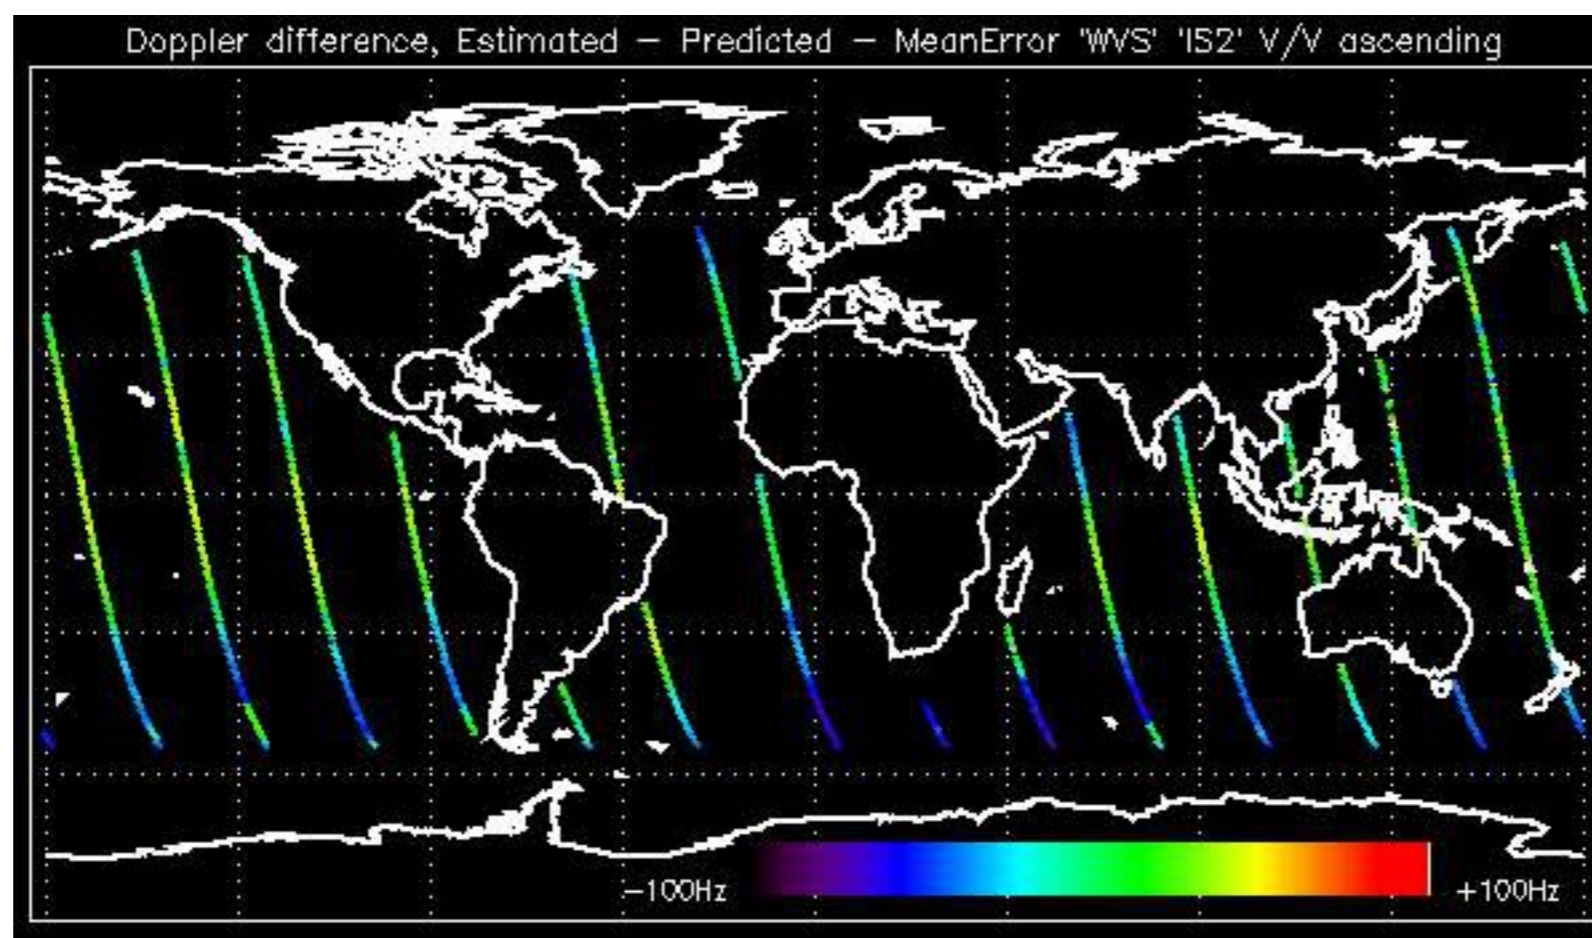 Doppler difference, Estimated – Predicted – MeanError 'WVS' 'IS2' V/V ascending
–100Hz
+100Hz